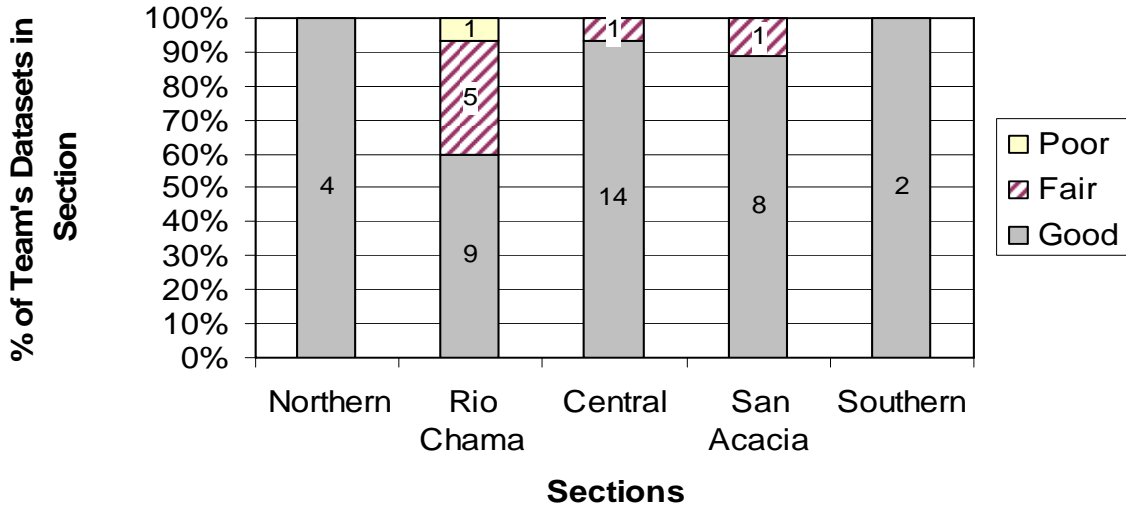 % of Team's Datasets in
Section
100%
90%
80%
70%
60%
50%
40%
30%
20%
10%
0%
4
1
5
9
1
14
1
8
2
Northern
Rio
Chama
Central
San
Acacia
Southern
Sections
Poor
Fair
Good